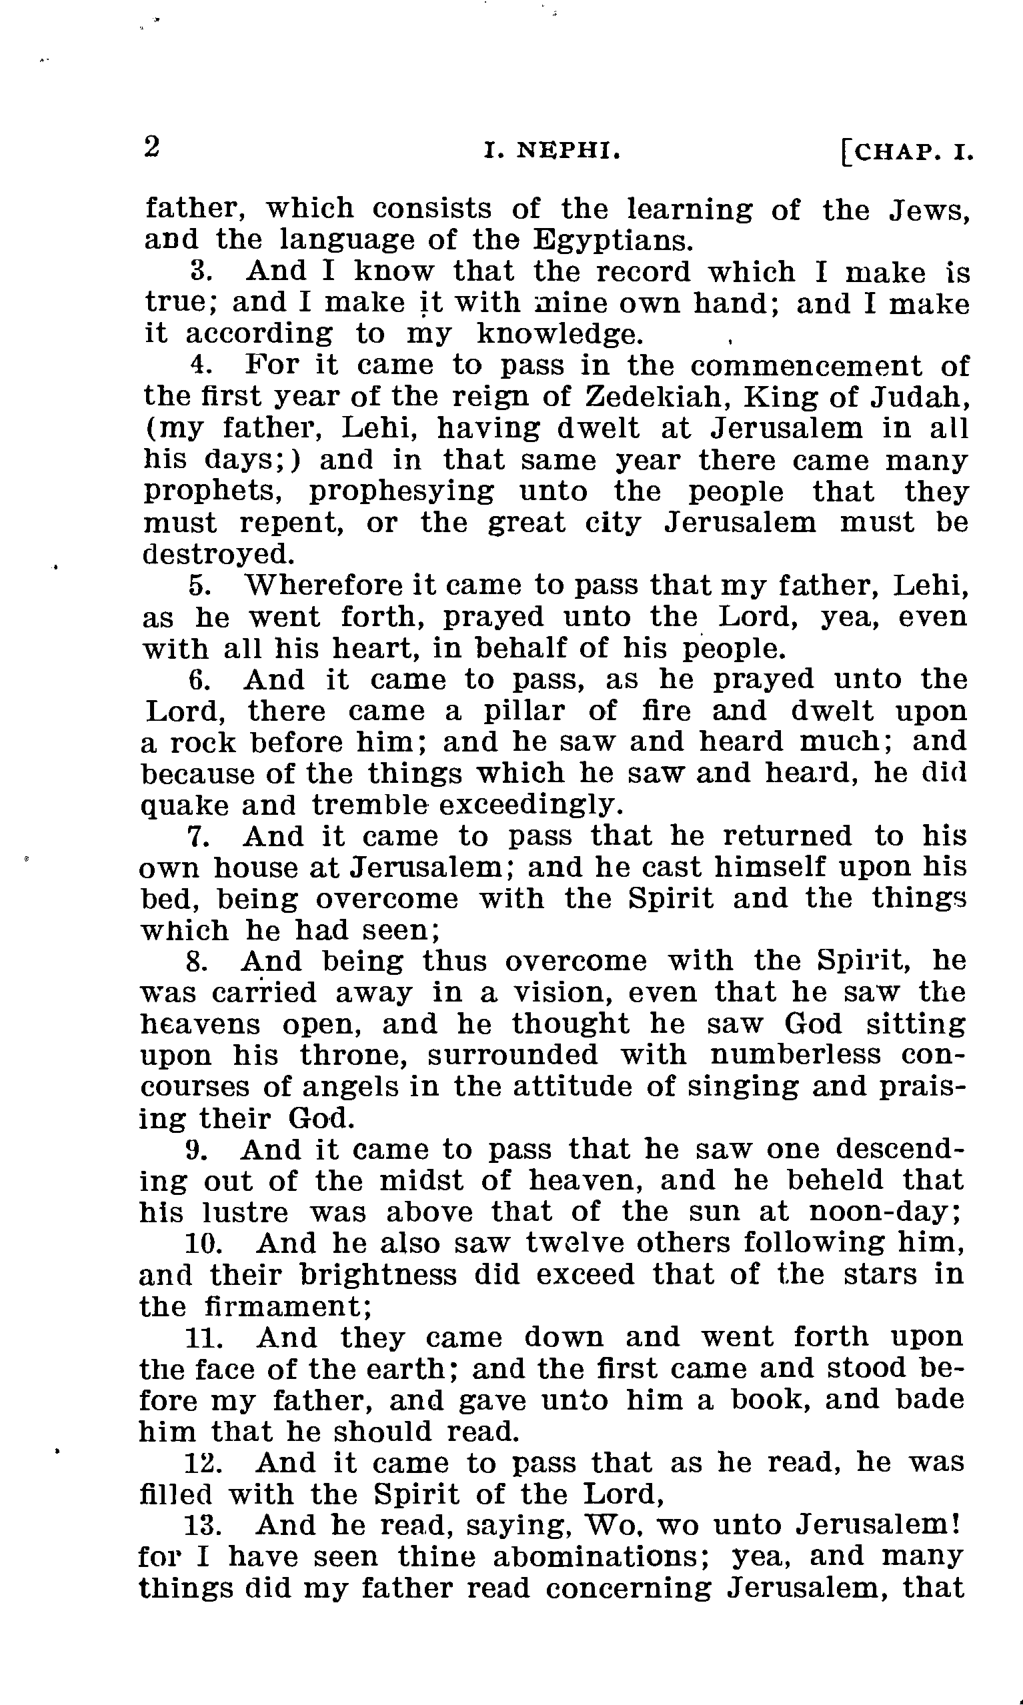 2 I. NEPHI. [CHAP. I.
father, which consists of the learning of the Jews,
and the language of the Egyptians.
3. And I know that the record which I make is
true; and I make it with mine own hand; and I make
it according to my knowledge.
4. For it came to pass in the commencement of
the first year of the reign of Zedekiah, King of Judah,
(my father, Lehi, having dwelt at Jerusalem in all
his days;) and in that same year there came many
prophets, prophesying unto the people that they
must repent, or the great city Jerusalem must be
destroyed.
5. Wherefore it came to pass that my father, Lehi,
as he went forth, prayed unto the Lord, yea, even
with all his heart, in behalf of his people.
6. And it came to pass, as he prayed unto the
Lord, there came a pillar of fire and dwelt upon
a rock before him; and he saw and heard much; and
because of the things which he saw and heard, he did
quake and tremble exceedingly.
7. And it came to pass that he returned to his
own house at Jerusalem; and he cast himself upon his
bed, being overcome with the Spirit and the things
which he had seen;
8. And being thus overcome with the Spirit, he
was carried away in a vision, even that he saw the
heavens open, and he thought he saw God sitting
upon his throne, surrounded with numberless con-
courses of angels in the attitude of singing and prais-
ing their God.
9. And it came to pass that he saw one descend-
ing out of the midst of heaven, and he beheld that
his lustre was above that of the sun at noon-day;
10. And he also saw twelve others following him,
and their brightness did exceed that of the stars in
the firmament;
11. And they came down and went forth upon
the face of the earth; and the first came and stood be-
fore my father, and gave unto him a book, and bade
him that he should read.
12. And it came to pass that as he read, he was
filled with the Spirit of the Lord,
13. And he read, saying, Wo, wo unto Jerusalem!
for I have seen thine abominations; yea, and many
things did my father read concerning Jerusalem, that